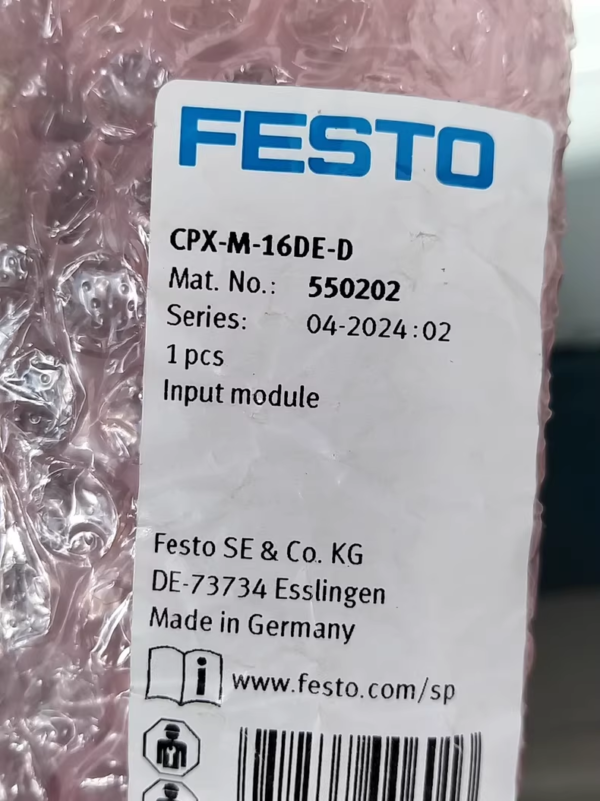 FESTO
CPX-M-16DE-D
Mat. No.: 550202
Series: 04-2024:02
1 pcs
Input module
Festo SE & Co. KG
DE-73734 Esslingen
Made in Germany
i www.festo.com/sp